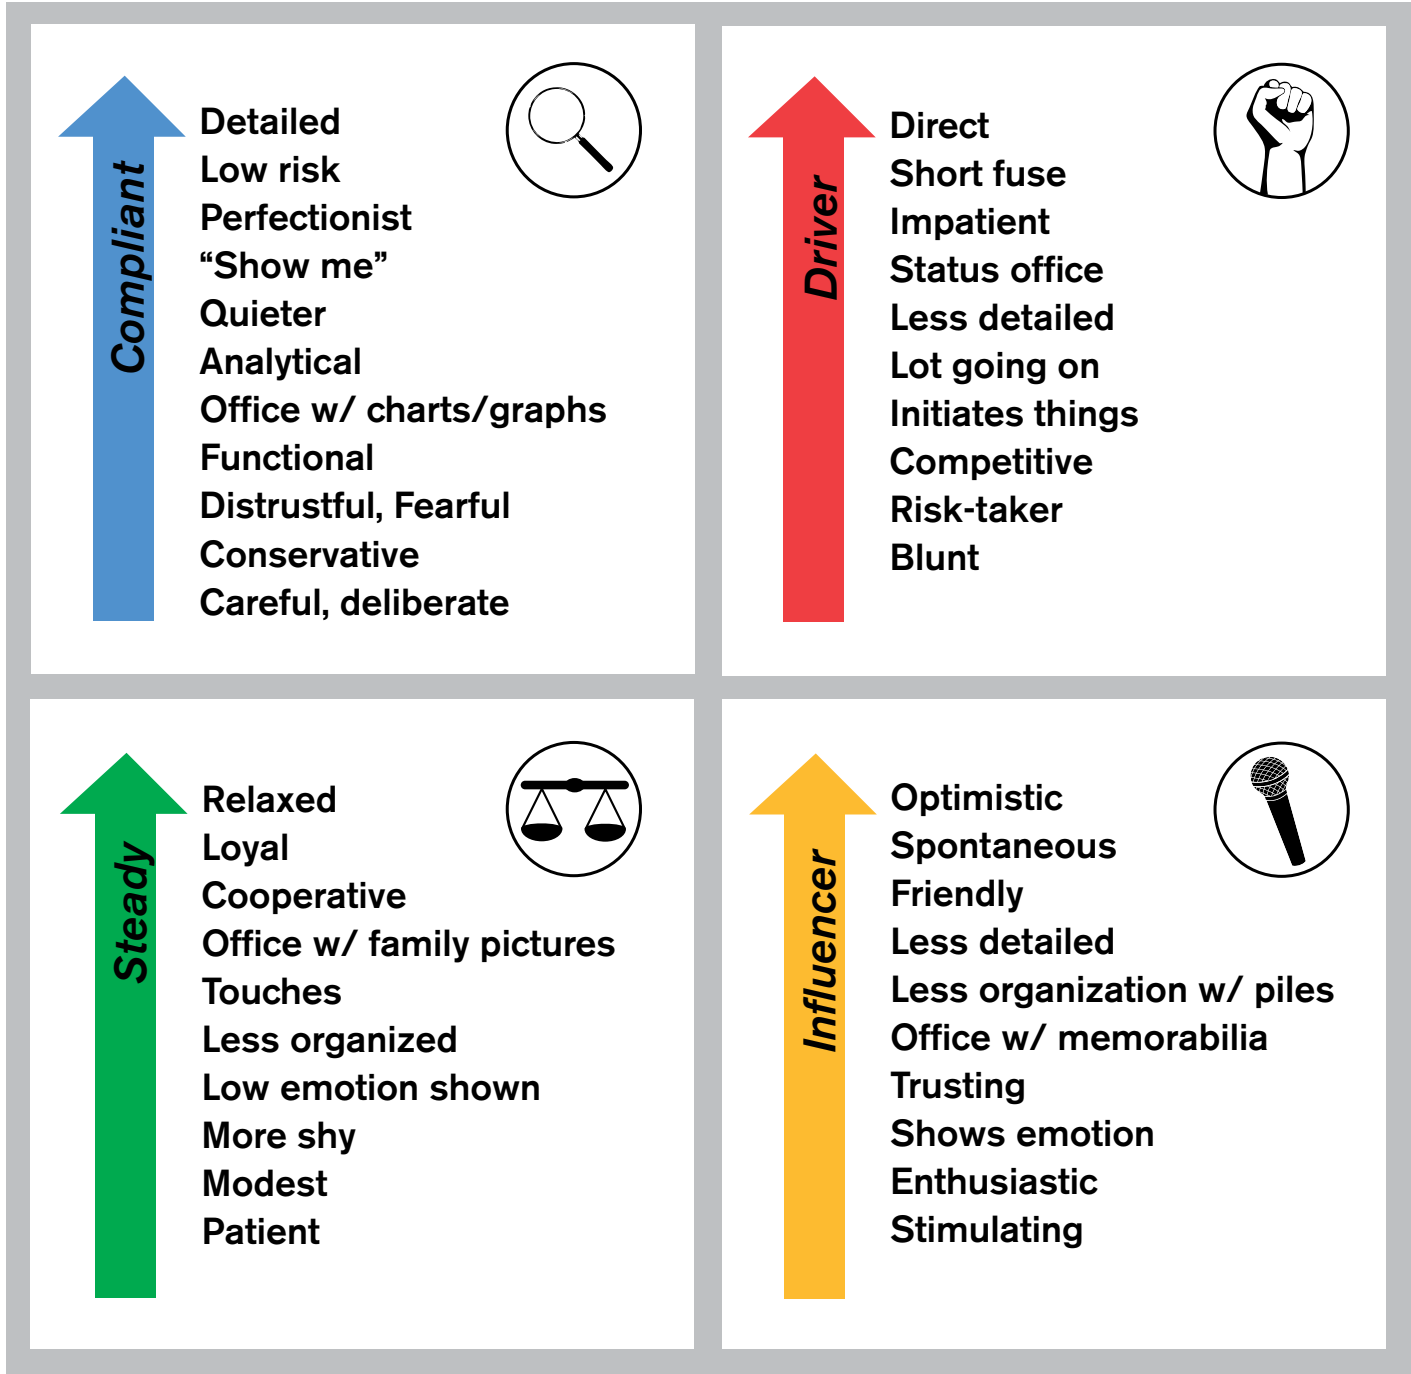 Compliant
Detailed
Low risk
Perfectionist
“Show me”
Quieter
Analytical
Office w/ charts/graphs
Functional
Distrustful, Fearful
Conservative
Careful, deliberate
Driver
Direct
Short fuse
Impatient
Status office
Less detailed
Lot going on
Initiates things
Competitive
Risk-taker
Blunt
Steady
Relaxed
Loyal
Cooperative
Office w/ family pictures
Touches
Less organized
Low emotion shown
More shy
Modest
Patient
Influencer
Optimistic
Spontaneous
Friendly
Less detailed
Less organization w/ piles
Office w/ memorabilia
Trusting
Shows emotion
Enthusiastic
Stimulating